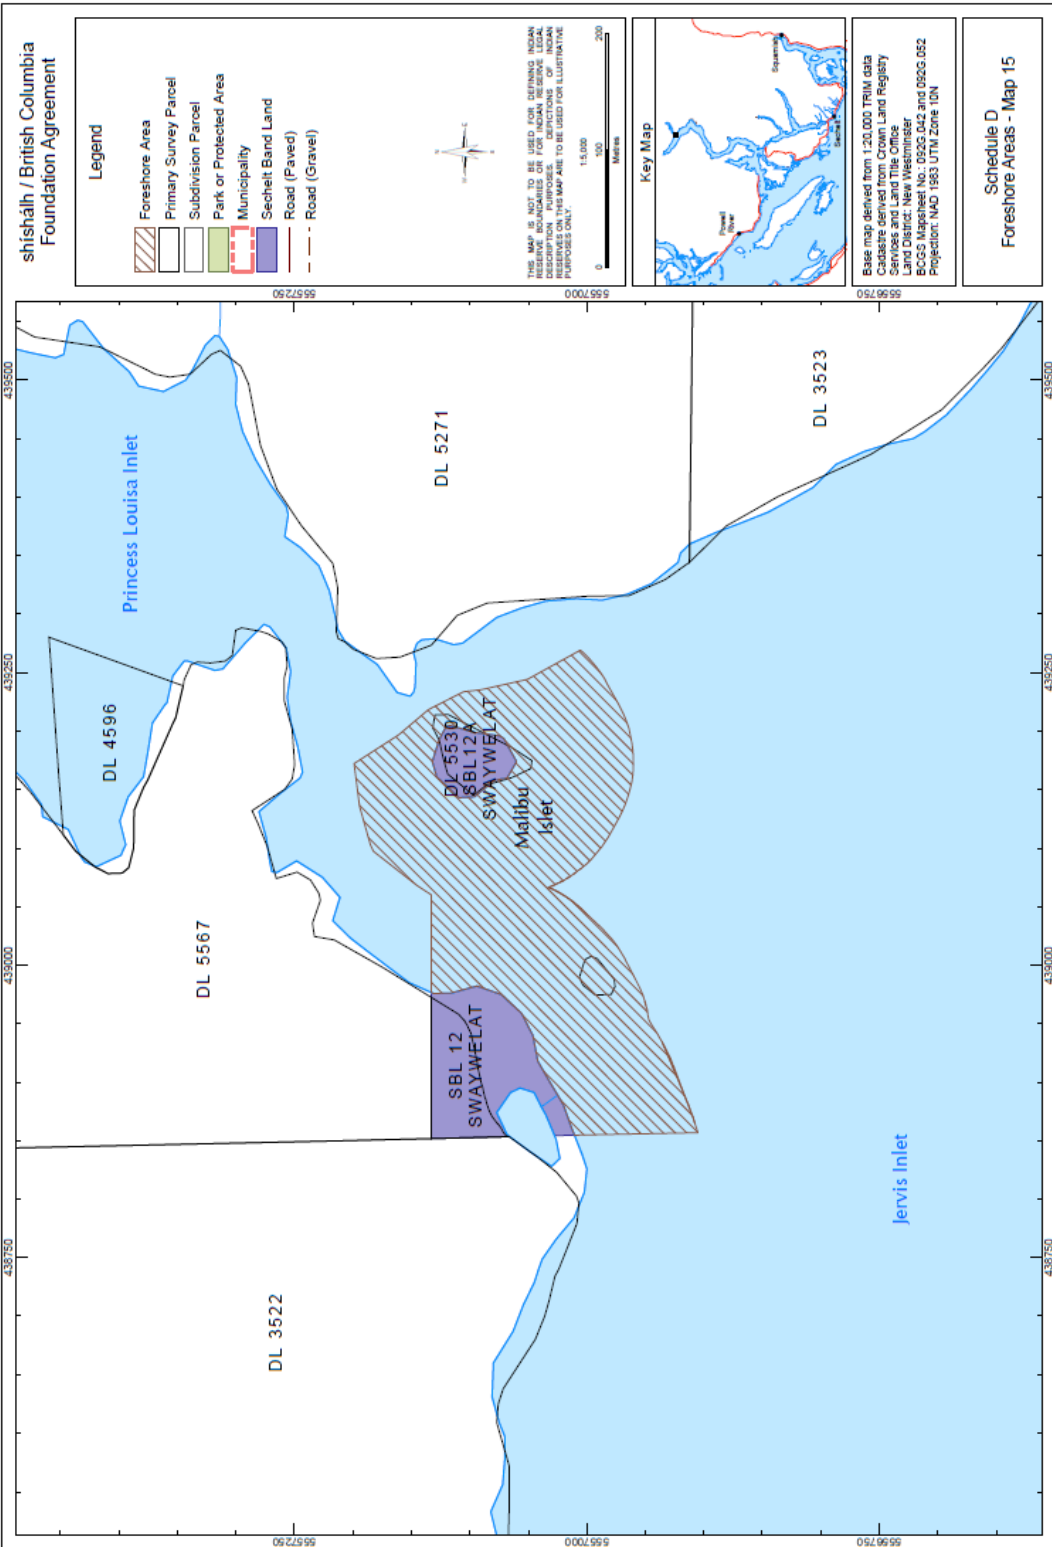 shíshálh / British Columbia
Foundation Agreement
Legend
Foreshore Area
Primary Survey Parcel
Subdivision Parcel
Park or Protected Area
Municipality
Sechelt Band Land
Road (Paved)
Road (Gravel)
THIS MAP IS NOT TO BE USED FOR DEFINING INDIAN
RESERVE BOUNDARIES OR FOR INDIAN RESERVE LEGAL
DESCRIPTION PURPOSES. DEPICTIONS OF INDIAN
RESERVES ON THIS MAP ARE TO BE USED FOR ILLUSTRATIVE
PURPOSES ONLY.
1:5,000
0 100 200
Metres
Key Map
Powell
River
Sechelt
Squamish
Base map derived from 1:20,000 TRIM data
Cadastre derived from Crown Land Registry
Services and Land Title Office
Land District: New Westminster
BCGS Mapsheet No.: 092G.042 and 092G.052
Projection: NAD 1983 UTM Zone 10N
Schedule D
Foreshore Areas - Map 15
438750
439000
439250
439500
5557250
5557000
5556750
Princess Louisa Inlet
DL 4596
DL 5567
DL 5271
DL 3523
DL 3522
DL 5530
SBL12A
SWAYWELAT
Malibu
Islet
SBL 12
SWAYWELAT
Jervis Inlet
438750
439000
439250
439500
5557250
5557000
5556750